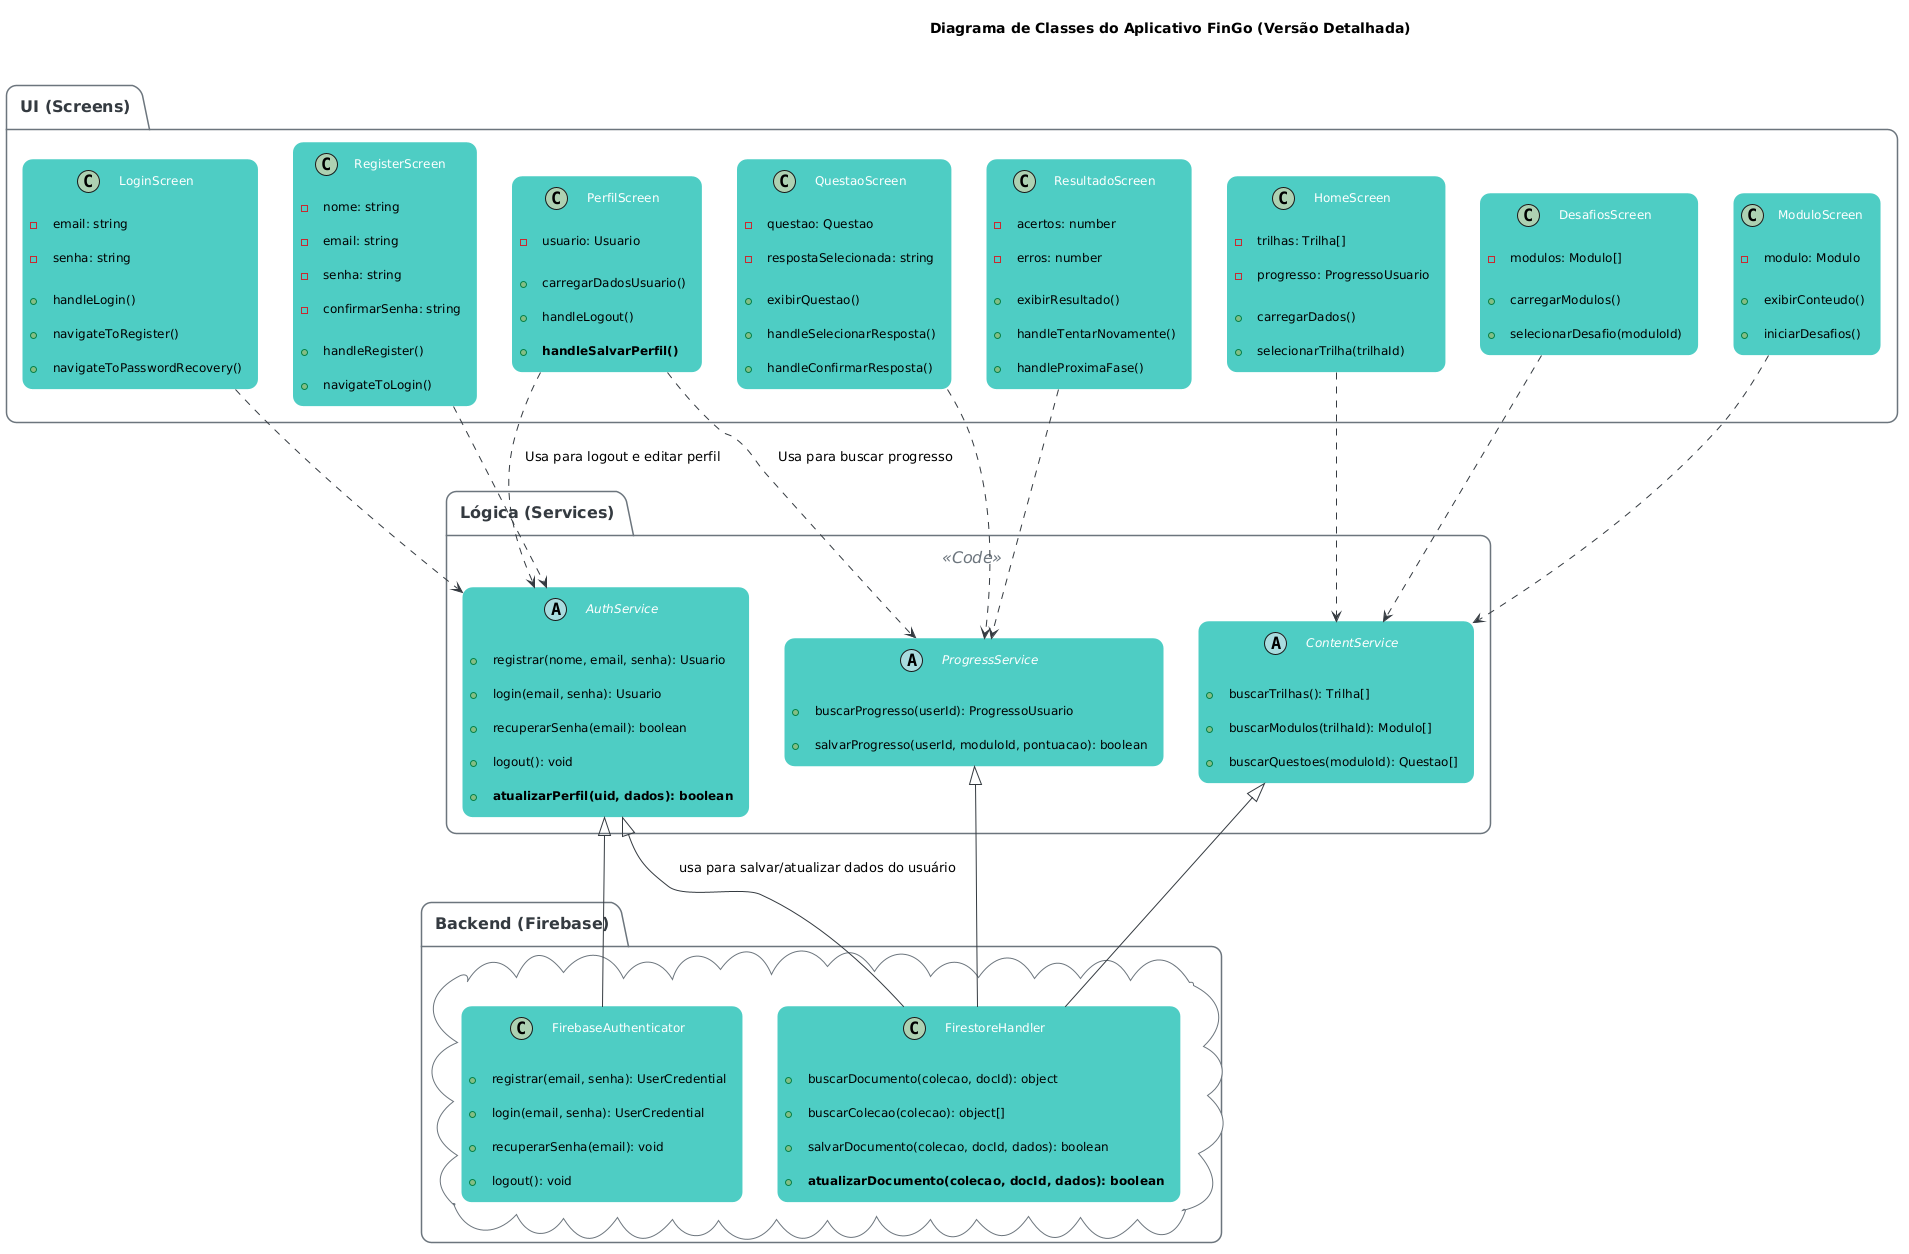 Diagrama de Classes do Aplicativo FinGo (Versão Detalhada)
UI (Screens)
C LoginScreen
email: string
senha: string
handleLogin()
navigateToRegister()
navigateToPasswordRecovery()
C RegisterScreen
nome: string
email: string
senha: string
confirmarSenha: string
handleRegister()
navigateToLogin()
C PerfilScreen
usuario: Usuario
carregarDadosUsuario()
handleLogout()
handleSalvarPerfil()
C QuestaoScreen
questao: Questao
respostaSelecionada: string
exibirQuestao()
handleSelecionarResposta()
handleConfirmarResposta()
C ResultadoScreen
acertos: number
erros: number
exibirResultado()
handleTentarNovamente()
handleProximaFase()
C HomeScreen
trilhas: Trilha[]
progresso: ProgressoUsuario
carregarDados()
selecionarTrilha(trilhaId)
C DesafiosScreen
modulos: Modulo[]
carregarModulos()
selecionarDesafio(moduloId)
C ModuloScreen
modulo: Modulo
exibirConteudo()
iniciarDesafios()
Usa para logout e editar perfil
Usa para buscar progresso
Lógica (Services)
«Code»
A AuthService
registrar(nome, email, senha): Usuario
login(email, senha): Usuario
recuperarSenha(email): boolean
logout(): void
atualizarPerfil(uid, dados): boolean
A ProgressService
buscarProgresso(userId): ProgressoUsuario
salvarProgresso(userId, moduloId, pontuacao): boolean
A ContentService
buscarTrilhas(): Trilha[]
buscarModulos(trilhaId): Modulo[]
buscarQuestoes(moduloId): Questao[]
usa para salvar/atualizar dados do usuário
Backend (Firebase)
C FirebaseAuthenticator
registrar(email, senha): UserCredential
login(email, senha): UserCredential
recuperarSenha(email): void
logout(): void
C FirestoreHandler
buscarDocumento(colecao, docId): object
buscarColecao(colecao): object[]
salvarDocumento(colecao, docId, dados): boolean
atualizarDocumento(colecao, docId, dados): boolean